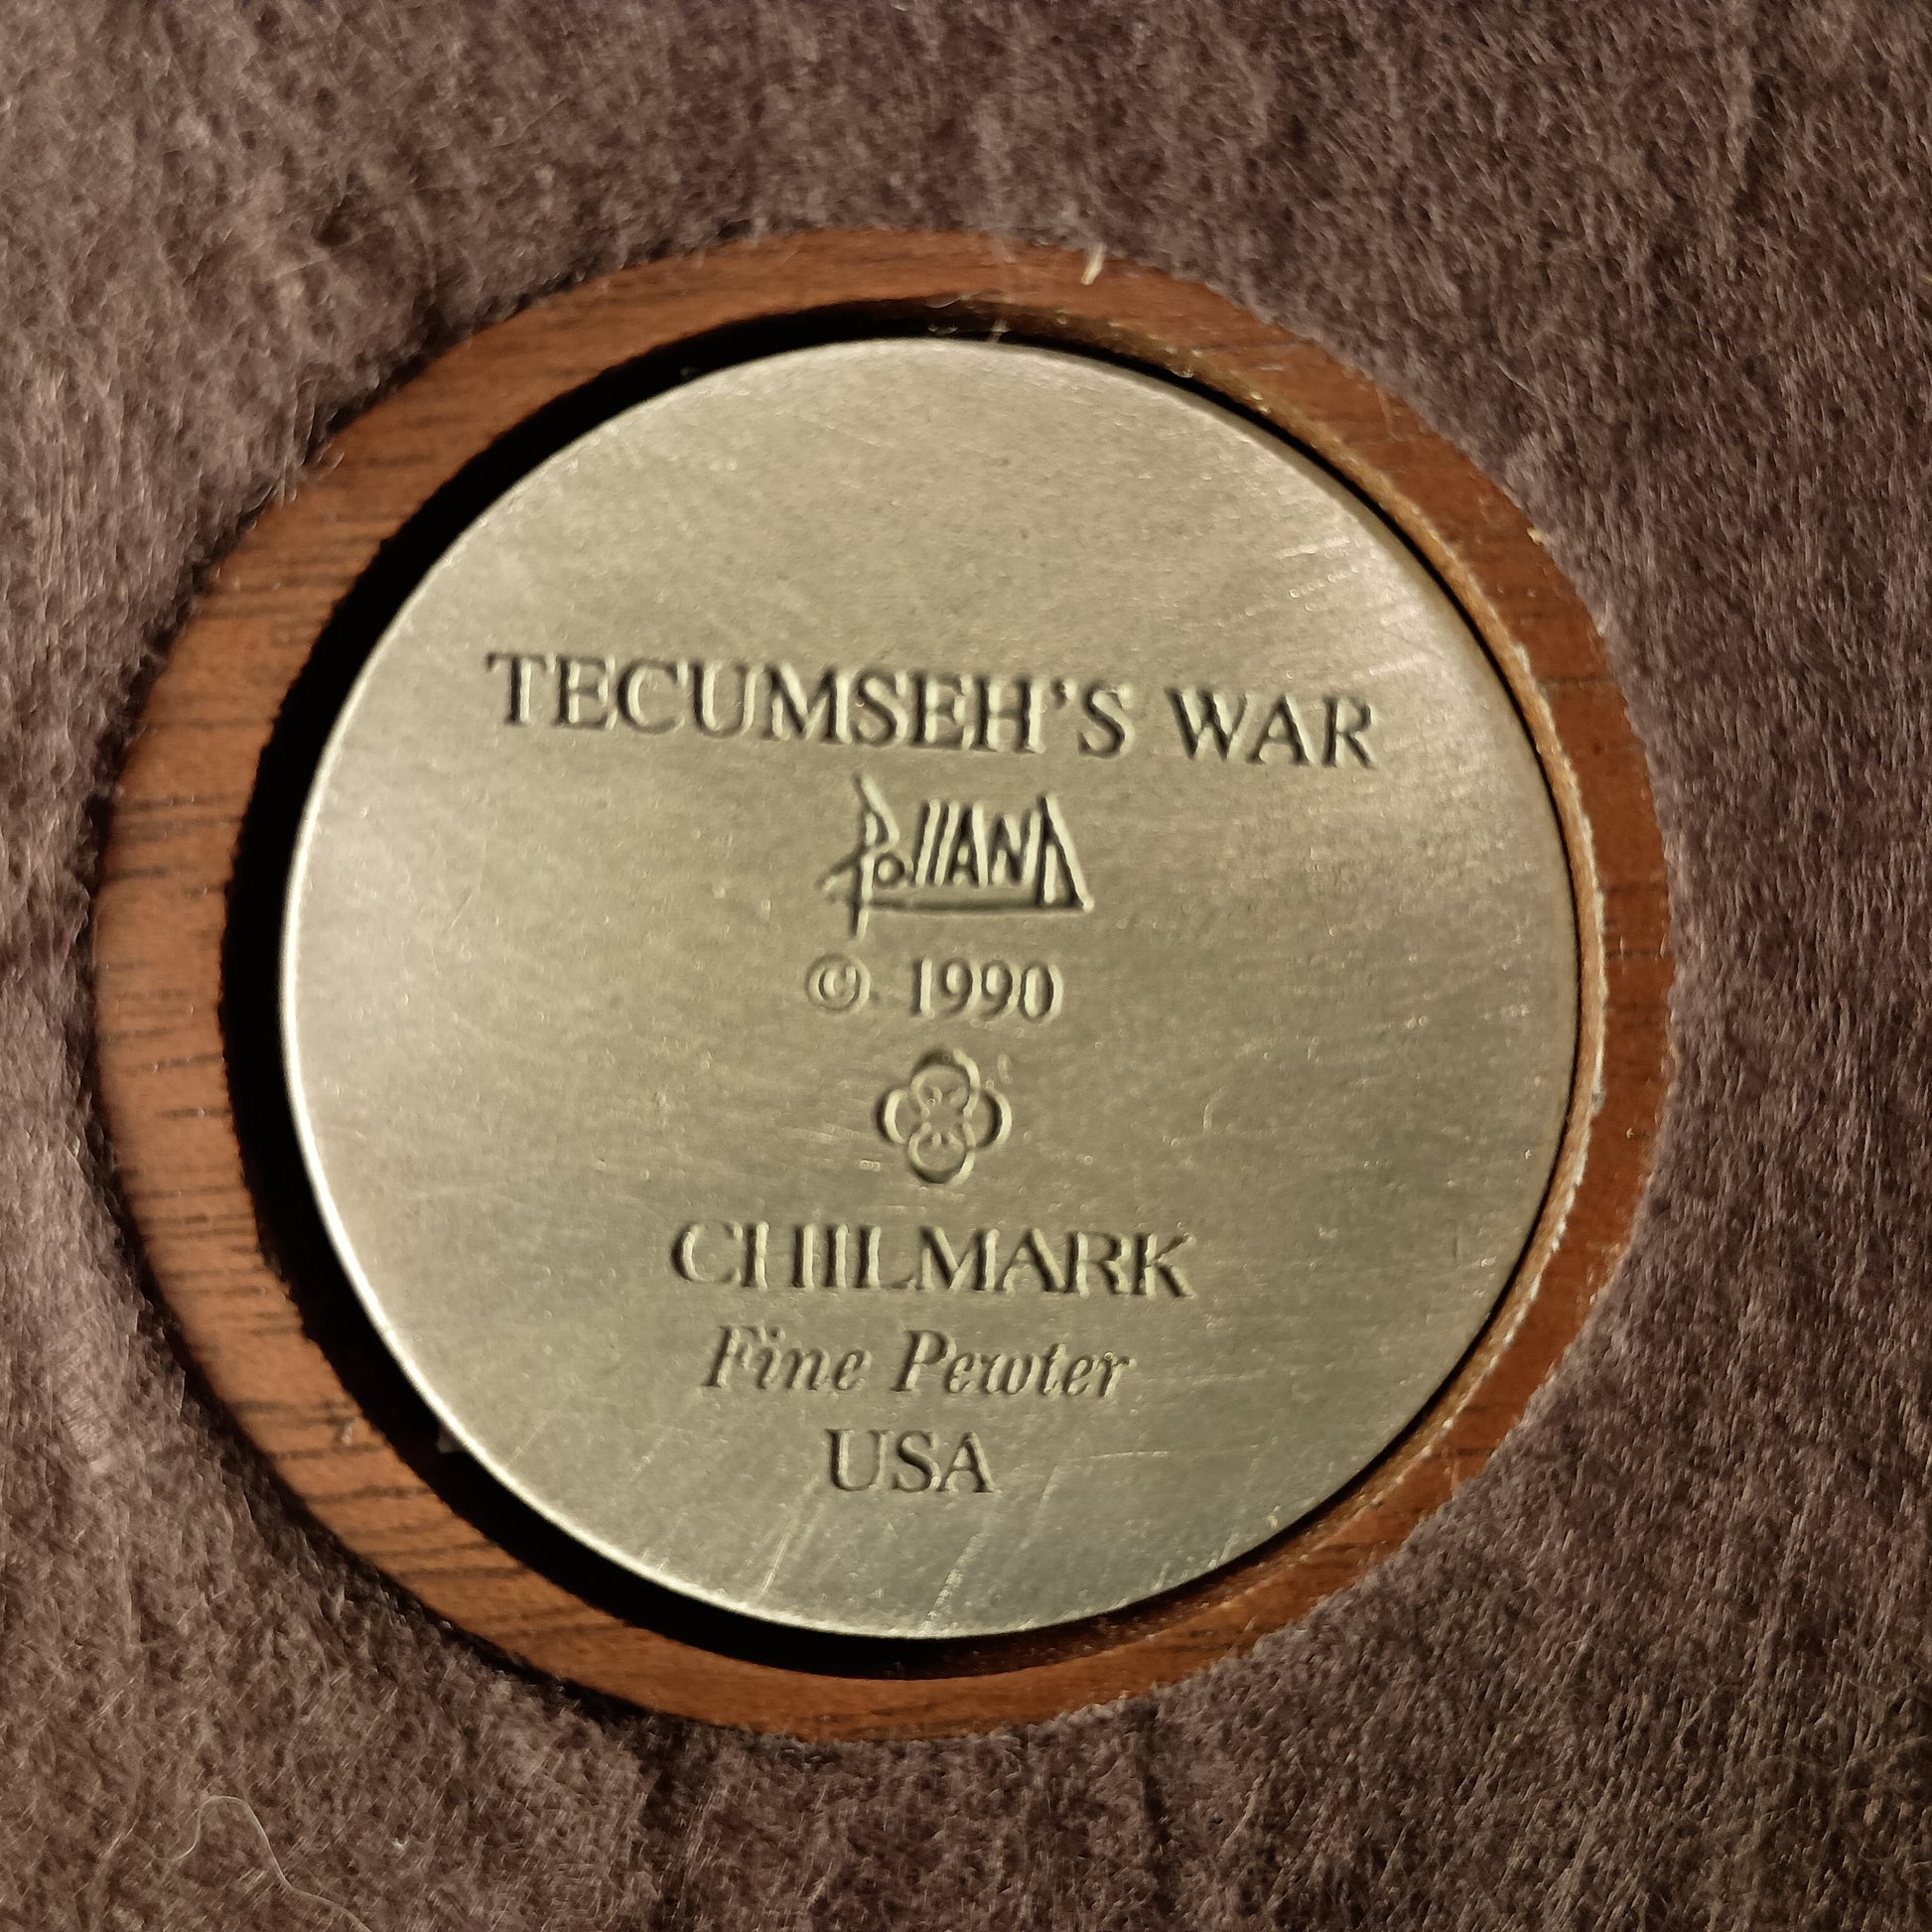 TECUMSEH'S WAR
Polland
© 1990
CHILMARK
Fine Pewter
USA